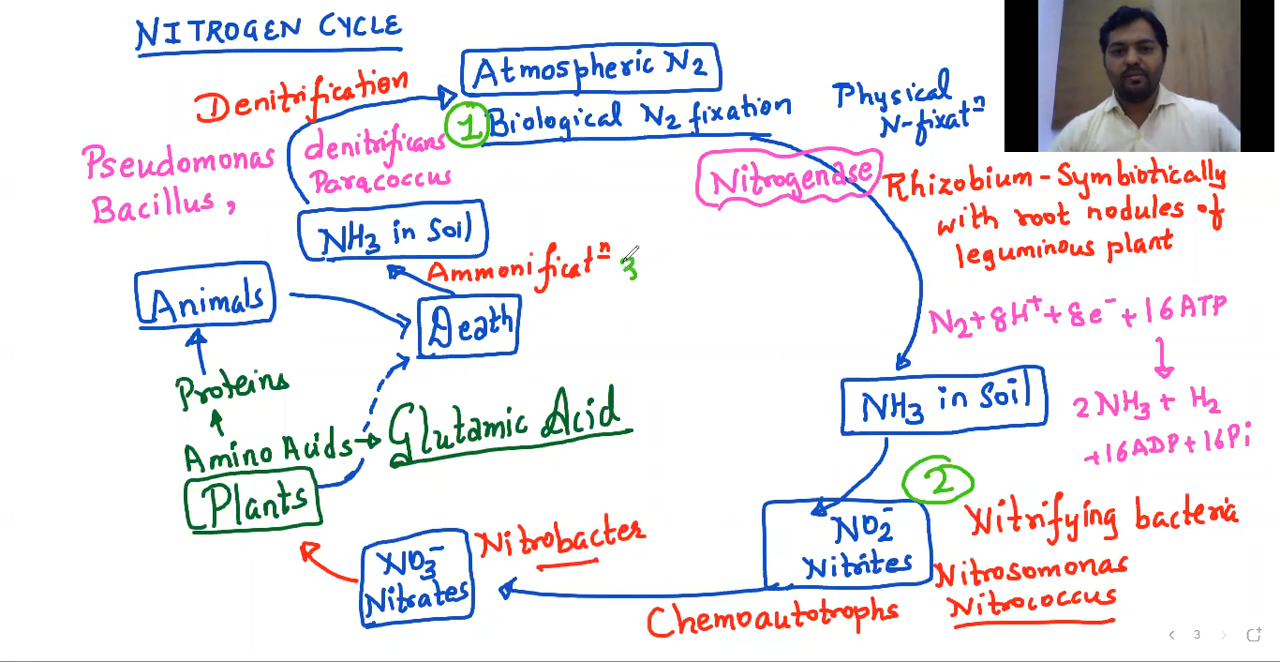 NITROGEN CYCLE
Atmospheric N2
Denitrification
1 Biological N2 fixation
Physical
N-fixatⁿ
Pseudomonas
Bacillus,
denitrificans
Paracoccus
Nitrogenase
Rhizobium - Symbiotically
with root nodules of
leguminous plant
NH3 in Soil
Ammonificatⁿ 3
Animals
Death
N2 + 8H⁺ + 8e⁻ + 16 ATP
↓
2 NH3 + H2
+16ADP + 16Pi
NH3 in Soil
Proteins
Amino Acids → Glutamic Acid
Plants
2
NO2⁻
Nitrites
Nitrifying bacteria
Nitrosomonas
Nitrococcus
Nitrobacter
NO3⁻
Nitrates
Chemoautotrophs
< 3 >